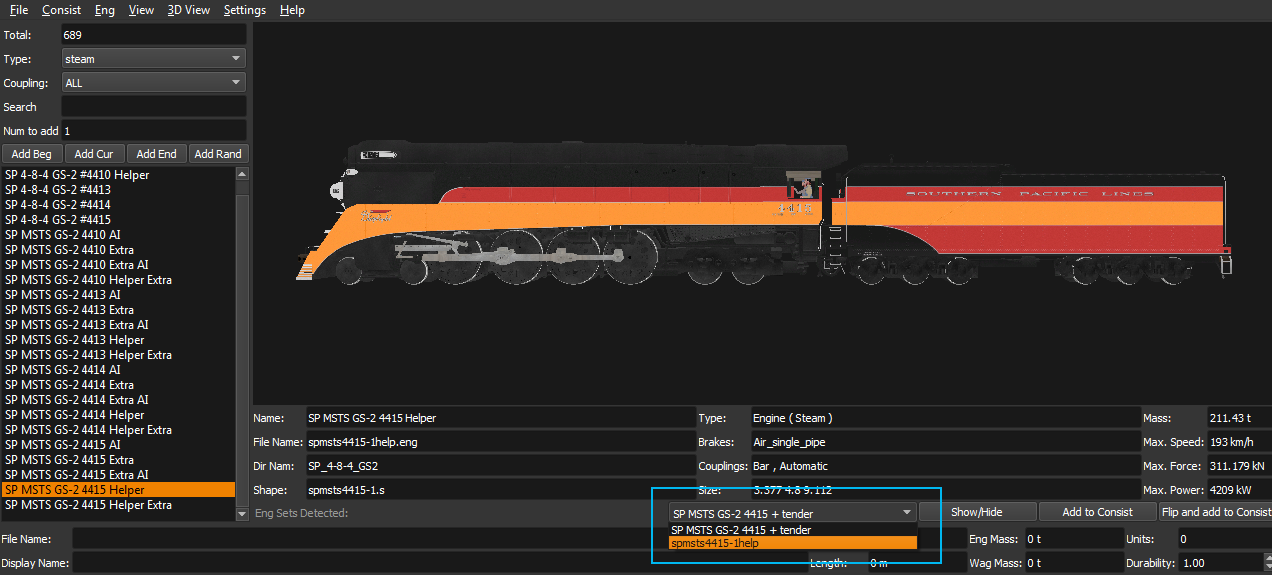 File Consist Eng View 3D View Settings Help
Total: 689
Type: steam
Coupling: ALL
Search
Num to add 1
Add Beg Add Cur Add End Add Rand
SP 4-8-4 GS-2 #4410 Helper
SP 4-8-4 GS-2 #4413
SP 4-8-4 GS-2 #4414
SP 4-8-4 GS-2 #4415
SP MSTS GS-2 4410 AI
SP MSTS GS-2 4410 Extra
SP MSTS GS-2 4410 Extra AI
SP MSTS GS-2 4410 Helper Extra
SP MSTS GS-2 4413 AI
SP MSTS GS-2 4413 Extra
SP MSTS GS-2 4413 Extra AI
SP MSTS GS-2 4413 Helper
SP MSTS GS-2 4413 Helper Extra
SP MSTS GS-2 4414 AI
SP MSTS GS-2 4414 Extra
SP MSTS GS-2 4414 Extra AI
SP MSTS GS-2 4414 Helper
SP MSTS GS-2 4414 Helper Extra
SP MSTS GS-2 4415 AI
SP MSTS GS-2 4415 Extra
SP MSTS GS-2 4415 Extra AI
SP MSTS GS-2 4415 Helper
SP MSTS GS-2 4415 Helper Extra
SOUTHERN PACIFIC LINES
4415
Name: SP MSTS GS-2 4415 Helper Type: Engine ( Steam ) Mass: 211.43 t
File Name: spmsts4415-1help.eng Brakes: Air_single_pipe Max. Speed: 193 km/h
Dir Nam: SP_4-8-4_GS2 Couplings: Bar , Automatic Max. Force: 311.179 kN
Shape: spmsts4415-1.s Size: 3.377 4.8 9.112 Max. Power: 4209 kW
Eng Sets Detected: SP MSTS GS-2 4415 + tender Show/Hide Add to Consist Flip and add to Consist
SP MSTS GS-2 4415 + tender
spmsts4415-1help
File Name: Eng Mass: 0 t Units: 0
Display Name: Length: 0 m Wag Mass: 0 t Durability: 1.00